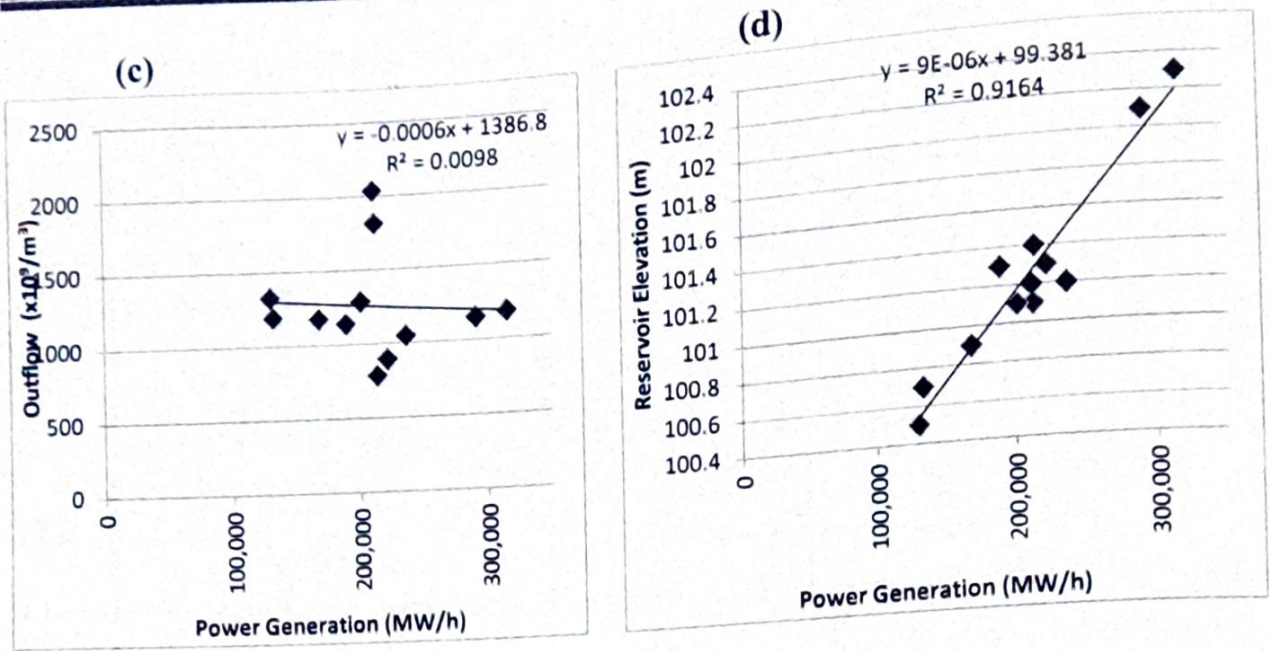 (c)
y = -0.0006x + 1386.8
R² = 0.0098
2500
2000
1500
1000
500
0
Outflow (x10⁹/m³)
0
100,000
200,000
300,000
Power Generation (MW/h)
(d)
y = 9E-06x + 99.381
R² = 0.9164
102.4
102.2
102
101.8
101.6
101.4
101.2
101
100.8
100.6
100.4
Reservoir Elevation (m)
0
100,000
200,000
300,000
Power Generation (MW/h)